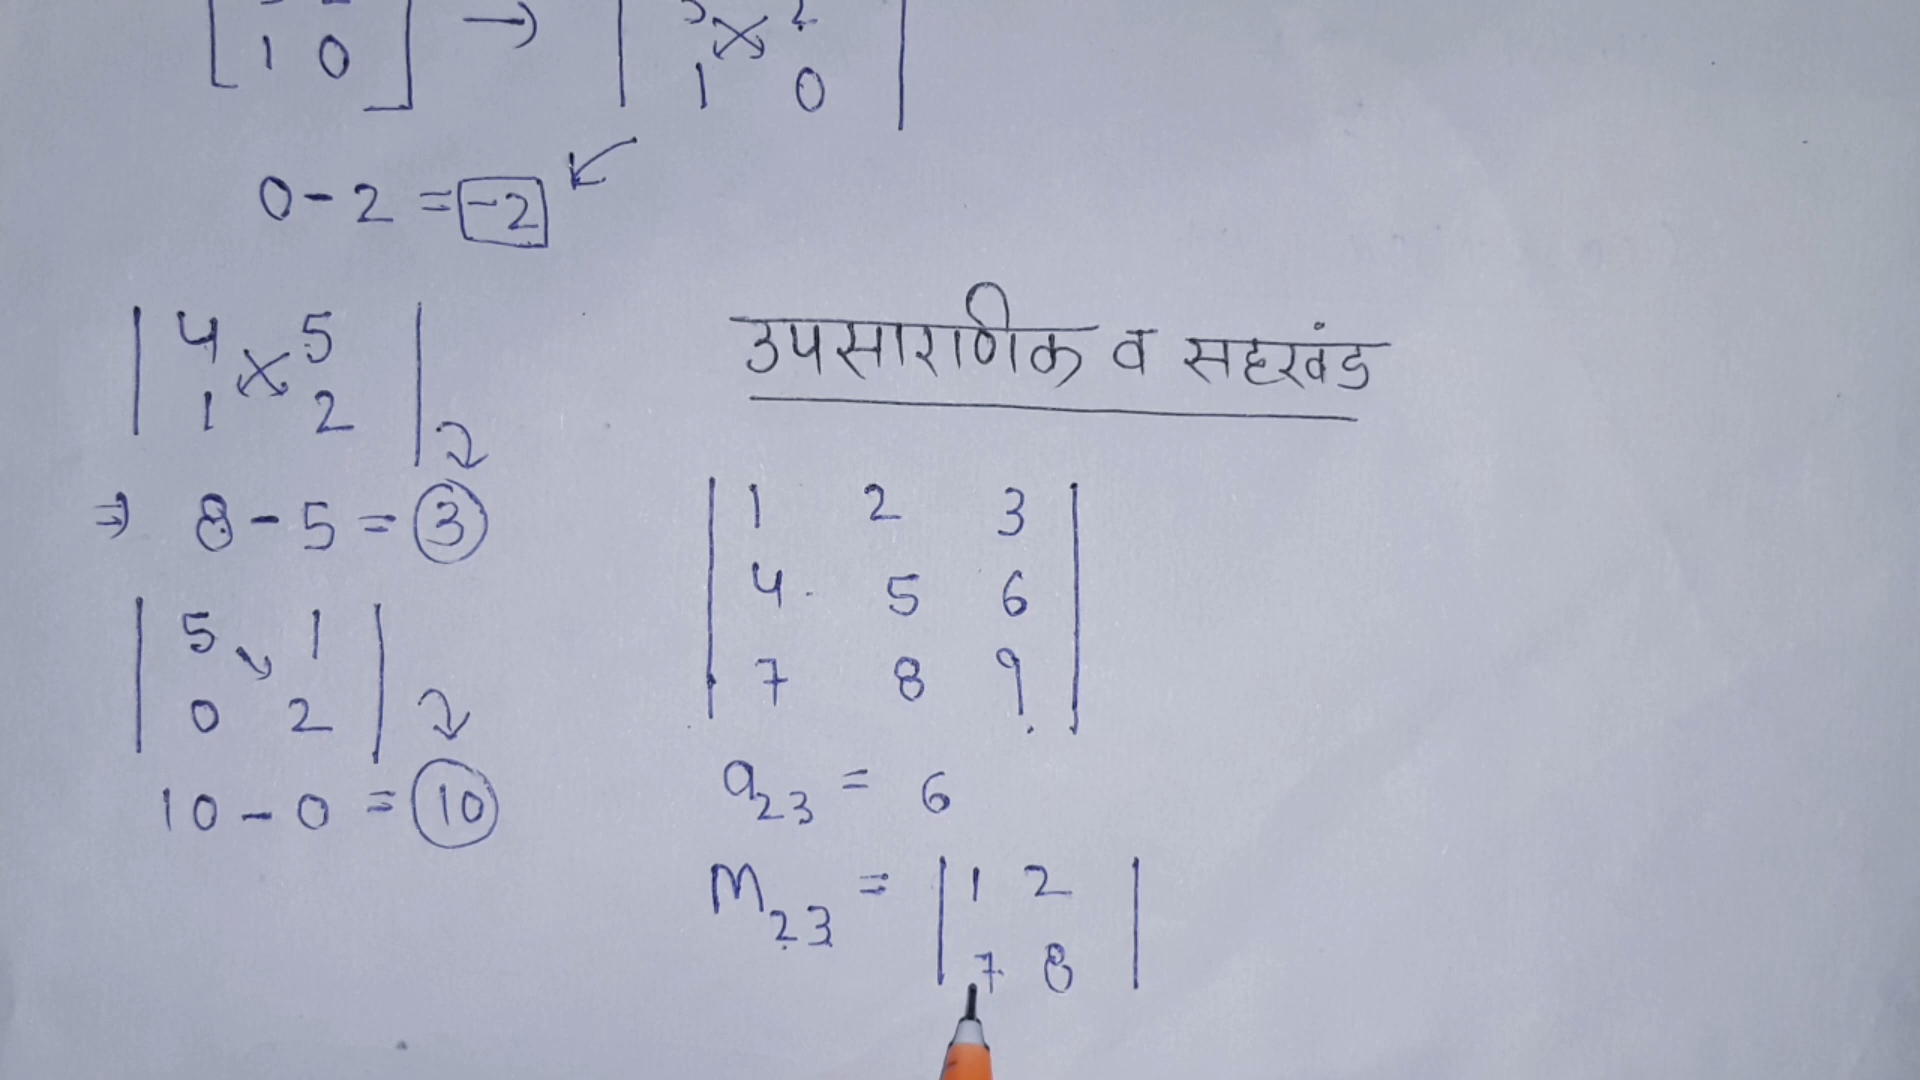 [1 0] → |1 0|
0 - 2 = -2
|4 5|
|1 2|
⇒ 8 - 5 = 3
|5 1|
|0 2|
10 - 0 = 10
उपसारणिक व सहखंड
|1 2 3|
|4 5 6|
|7 8 9|
a23 = 6
M23 = |1 2|
|7 8|